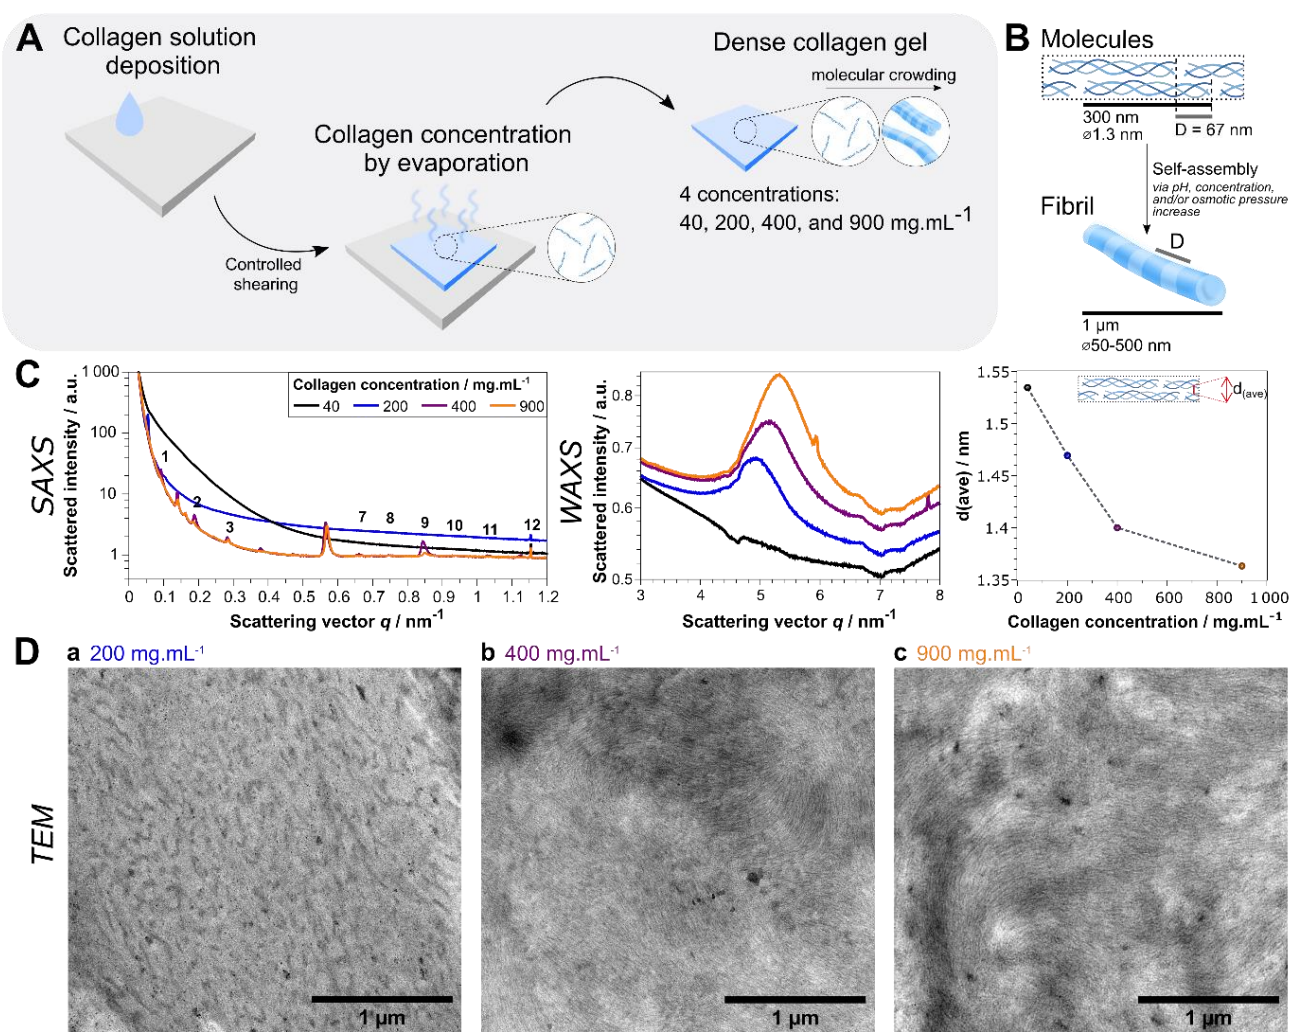 A
Collagen solution
deposition
Controlled
shearing
Collagen concentration
by evaporation
Dense collagen gel
molecular crowding
4 concentrations:
40, 200, 400, and 900 mg.mL-1
B
Molecules
300 nm
⌀1.3 nm
D = 67 nm
Self-assembly
via pH, concentration,
and/or osmotic pressure
increase
Fibril
D
1 µm
⌀50-500 nm
C
SAXS
Scattered intensity / a.u.
1 000
100
10
1
Collagen concentration / mg.mL-1
40 200 400 900
1
2
3
7 8 9 10 11 12
0 0.1 0.2 0.3 0.4 0.5 0.6 0.7 0.8 0.9 1 1.1 1.2
Scattering vector q / nm-1
WAXS
Scattered intensity / a.u.
0.8
0.7
0.6
0.5
3 4 5 6 7 8
Scattering vector q / nm-1
d(ave) / nm
1.55
1.5
1.45
1.4
1.35
d(ave)
0 200 400 600 800 1 000
Collagen concentration / mg.mL-1
D
TEM
a 200 mg.mL-1
1 µm
b 400 mg.mL-1
1 µm
c 900 mg.mL-1
1 µm